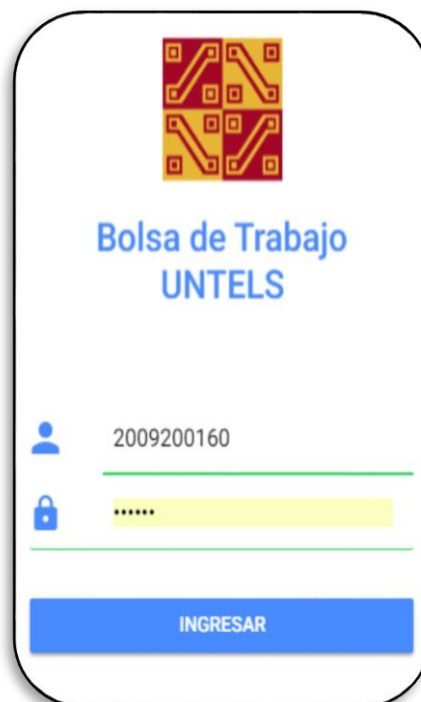 Bolsa de Trabajo
UNTELS
2009200160
••••••
INGRESAR